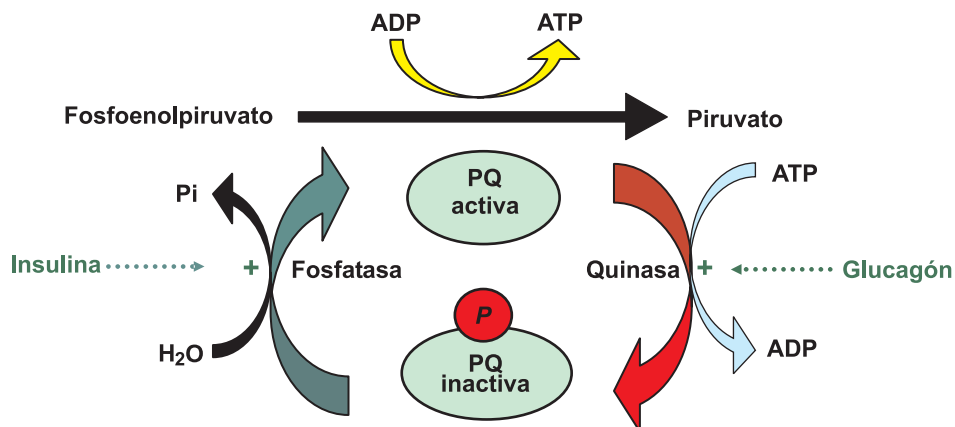 ADP
ATP
Fosfoenolpiruvato
Piruvato
PQ
activa
Pi
ATP
Insulina
+
Fosfatasa
Quinasa
+
Glucagón
P
H₂O
PQ
inactiva
ADP